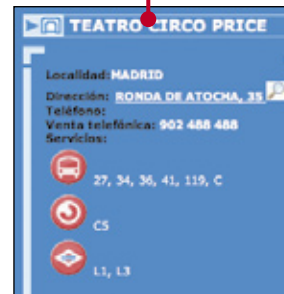 TEATRO CIRCO PRICE
Localidad: MADRID
Dirección: RONDA DE ATOCHA, 35
Teléfono:
Venta telefónica: 902 488 488
Servicios:
27, 34, 36, 41, 119, C
C5
L1, L3